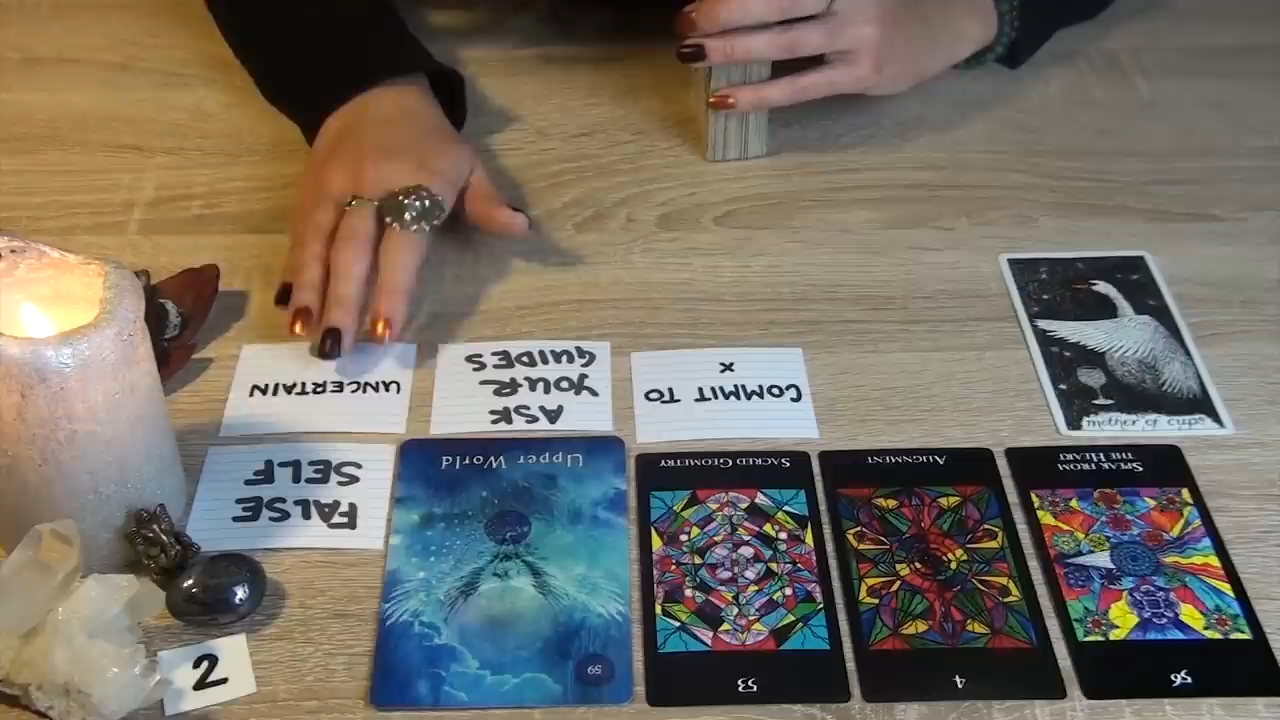 UNCERTAIN
ASK
YOUR
GUIDES
COMMIT TO
X
mother of cups
FALSE
SELF
Upper World
59
SACRED GEOMETRY
53
ALIGNMENT
4
SPEAK FROM
THE HEART
56
2